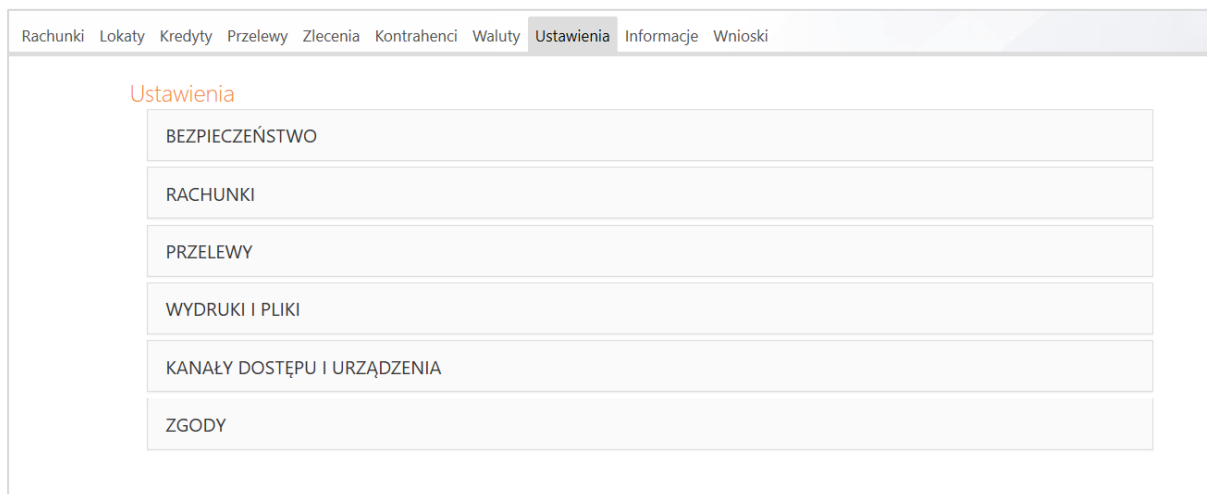 Rachunki Lokaty Kredyty Przelewy Zlecenia Kontrahenci Waluty Ustawienia Informacje Wnioski
Ustawienia
BEZPIECZEŃSTWO
RACHUNKI
PRZELEWY
WYDRUKI I PLIKI
KANAŁY DOSTĘPU I URZĄDZENIA
ZGODY